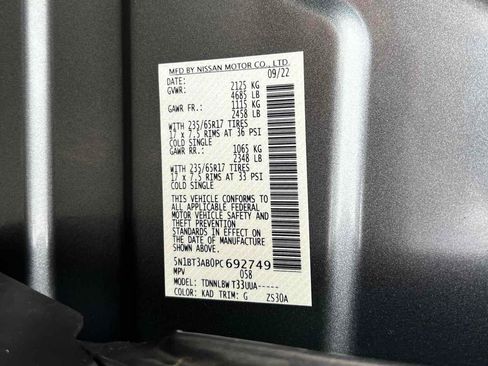 MFD BY NISSAN MOTOR CO., LTD.
DATE: 09/22
GVWR: 2125 KG
4685 LB
GAWR FR.: 1115 KG
2458 LB
WITH 235/65R17 TIRES
17 x 7.5 RIMS AT 36 PSI
COLD SINGLE
GAWR RR.: 1065 KG
2348 LB
WITH 235/65R17 TIRES
17 x 7.5 RIMS AT 33 PSI
COLD SINGLE
THIS VEHICLE CONFORMS TO
ALL APPLICABLE FEDERAL
MOTOR VEHICLE SAFETY AND
THEFT PREVENTION
STANDARDS IN EFFECT ON
THE DATE OF MANUFACTURE
SHOWN ABOVE.
5N1BT3AB0PC692749
MPV 058
MODEL: TDNNLBW T33UUA-----
COLOR: KAD TRIM: G ZS30A